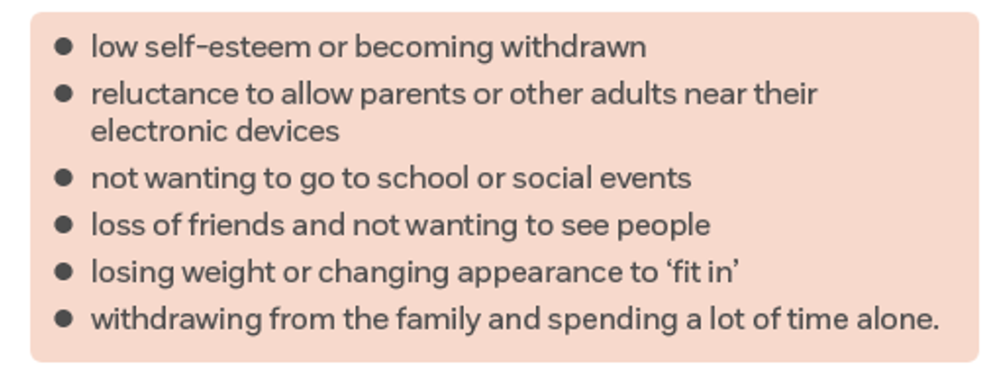 ● low self-esteem or becoming withdrawn
● reluctance to allow parents or other adults near their
electronic devices
● not wanting to go to school or social events
● loss of friends and not wanting to see people
● losing weight or changing appearance to ‘fit in’
● withdrawing from the family and spending a lot of time alone.